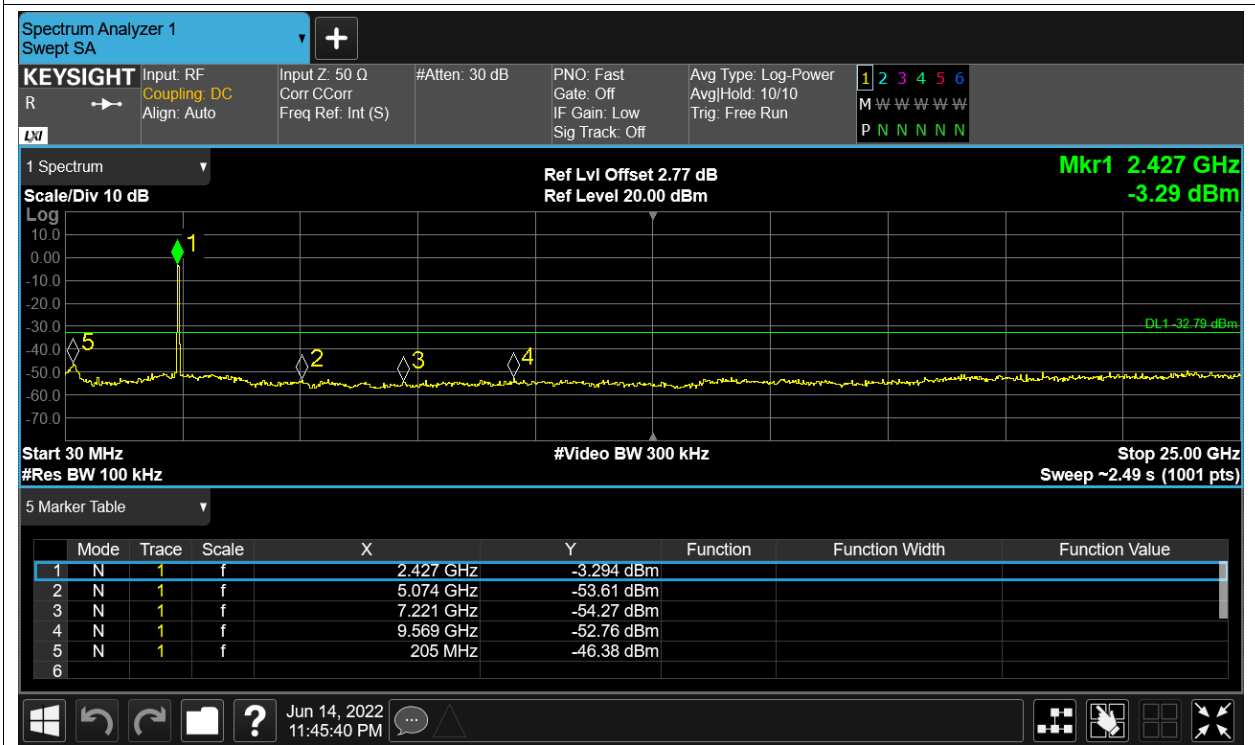 Spectrum Analyzer 1
Swept SA
+
KEYSIGHT Input: RF Input Z: 50 Ω #Atten: 30 dB PNO: Fast Avg Type: Log-Power 1 2 3 4 5 6
R Coupling: DC Corr CCorr Gate: Off Avg|Hold: 10/10 M W W W W W
Align: Auto Freq Ref: Int (S) IF Gain: Low Trig: Free Run
LXI Sig Track: Off P N N N N N
1 Spectrum Ref Lvl Offset 2.77 dB Mkr1 2.427 GHz
Scale/Div 10 dB Ref Level 20.00 dBm -3.29 dBm
Log
10.0 1
0.00
-10.0
-20.0
-30.0 DL1 -32.79 dBm
-40.0 5 2 3 4
-50.0
-60.0
-70.0
Start 30 MHz #Video BW 300 kHz Stop 25.00 GHz
#Res BW 100 kHz Sweep ~2.49 s (1001 pts)
5 Marker Table
Mode Trace Scale X Y Function Function Width Function Value
1 N 1 f 2.427 GHz -3.294 dBm
2 N 1 f 5.074 GHz -53.61 dBm
3 N 1 f 7.221 GHz -54.27 dBm
4 N 1 f 9.569 GHz -52.76 dBm
5 N 1 f 205 MHz -46.38 dBm
6
? Jun 14, 2022
11:45:40 PM